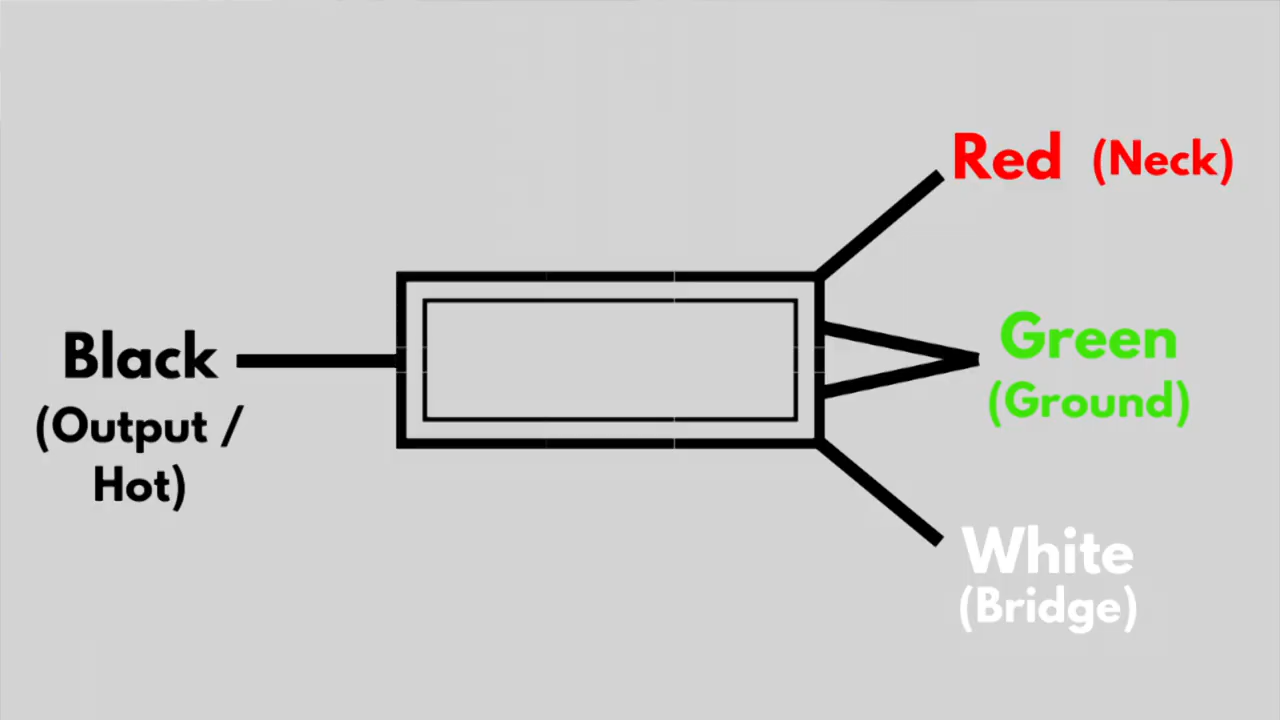 Red (Neck)
Green
(Ground)
Black
(Output /
Hot)
White
(Bridge)